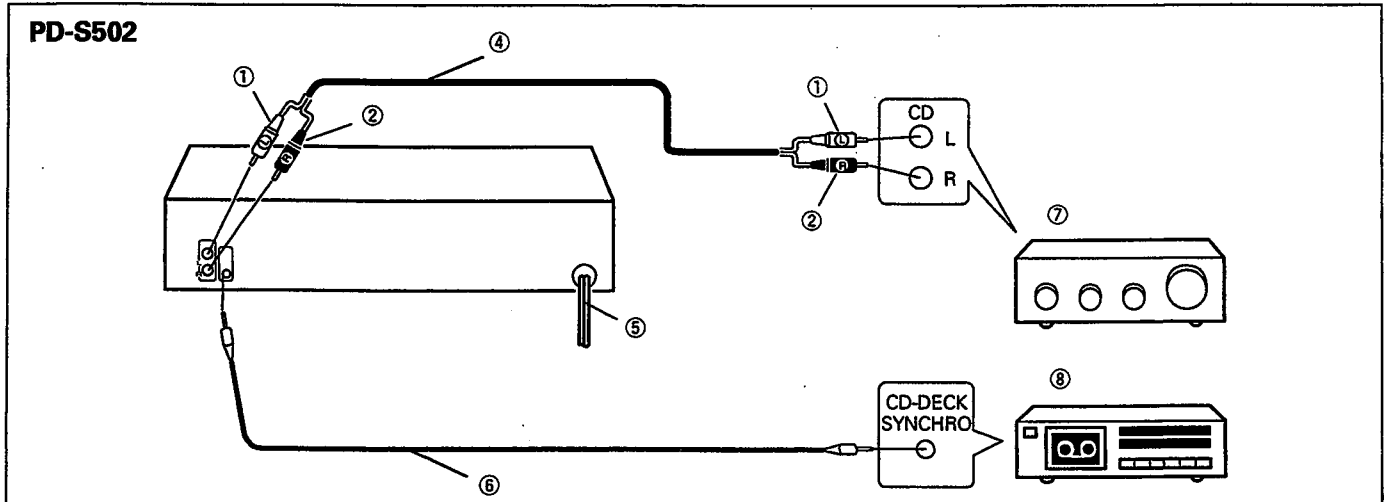 PD-S502
④
①
②
①
CD
L
R
②
⑦
⑤
⑧
CD-DECK
SYNCHRO
⑥
L
R
L
R